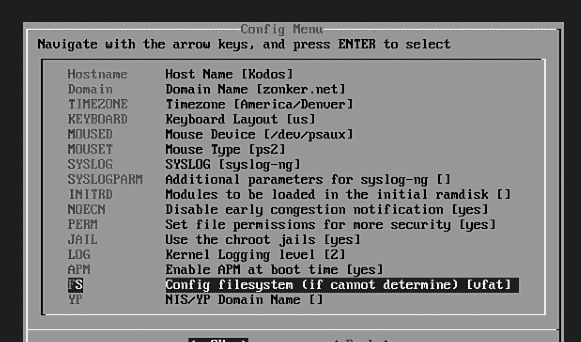 Config Menu
Navigate with the arrow keys, and press ENTER to select
Hostname Host Name [Kodos]
Domain Domain Name [zonker.net]
TIMEZONE Timezone [America/Denver]
KEYBOARD Keyboard Layout [us]
MOUSED Mouse Device [/dev/psaux]
MOUSET Mouse Type [ps2]
SYSLOG SYSLOG [syslog-ng]
SYSLOGPARM Additional parameters for syslog-ng []
INITRD Modules to be loaded in the initial ramdisk []
NOECN Disable early congestion notification [yes]
PERM Set file permissions for more security [yes]
JAIL Use the chroot jails [yes]
LOG Kernel Logging level [2]
APM Enable APM at boot time [yes]
FS Config filesystem (if cannot determine) [vfat]
YP NIS/YP Domain Name []